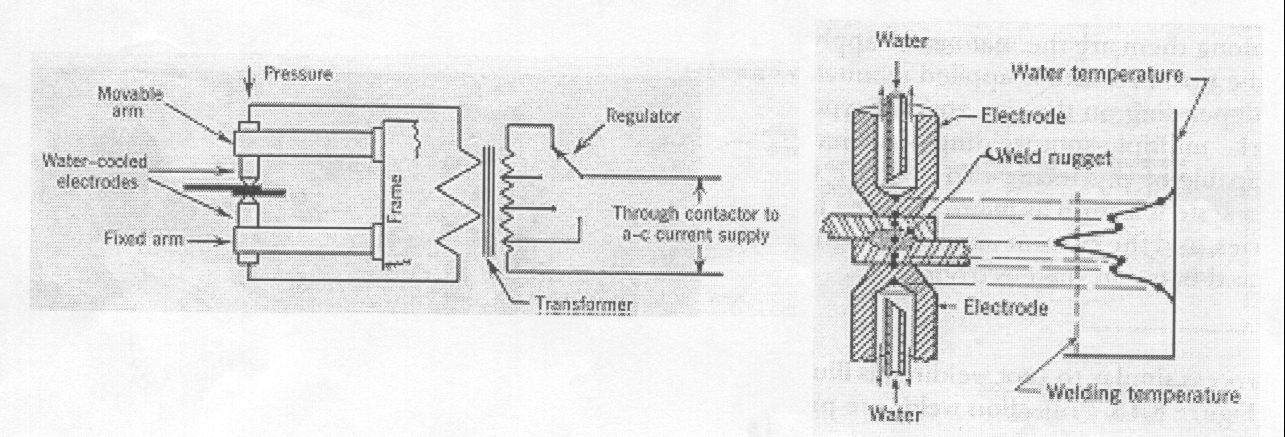 Pressure
Movable
arm
Regulator
Water-cooled
electrodes
Frame
Through contactor to
a-c current supply
Fixed arm
Transformer
Water
Water temperature
Electrode
Weld nugget
Electrode
Welding temperature
Water